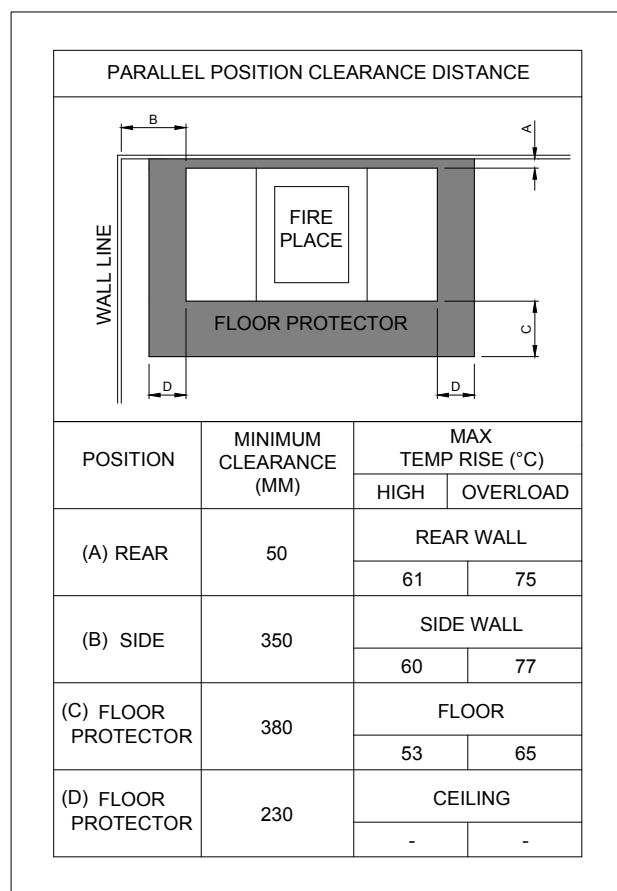 PARALLEL POSITION CLEARANCE DISTANCE
B
A
WALL LINE
FIRE
PLACE
FLOOR PROTECTOR
C
D
D
POSITION
MINIMUM
CLEARANCE
(MM)
MAX
TEMP RISE (°C)
HIGH
OVERLOAD
(A) REAR
50
REAR WALL
61
75
(B) SIDE
350
SIDE WALL
60
77
(C) FLOOR
PROTECTOR
380
FLOOR
53
65
(D) FLOOR
PROTECTOR
230
CEILING
-
-